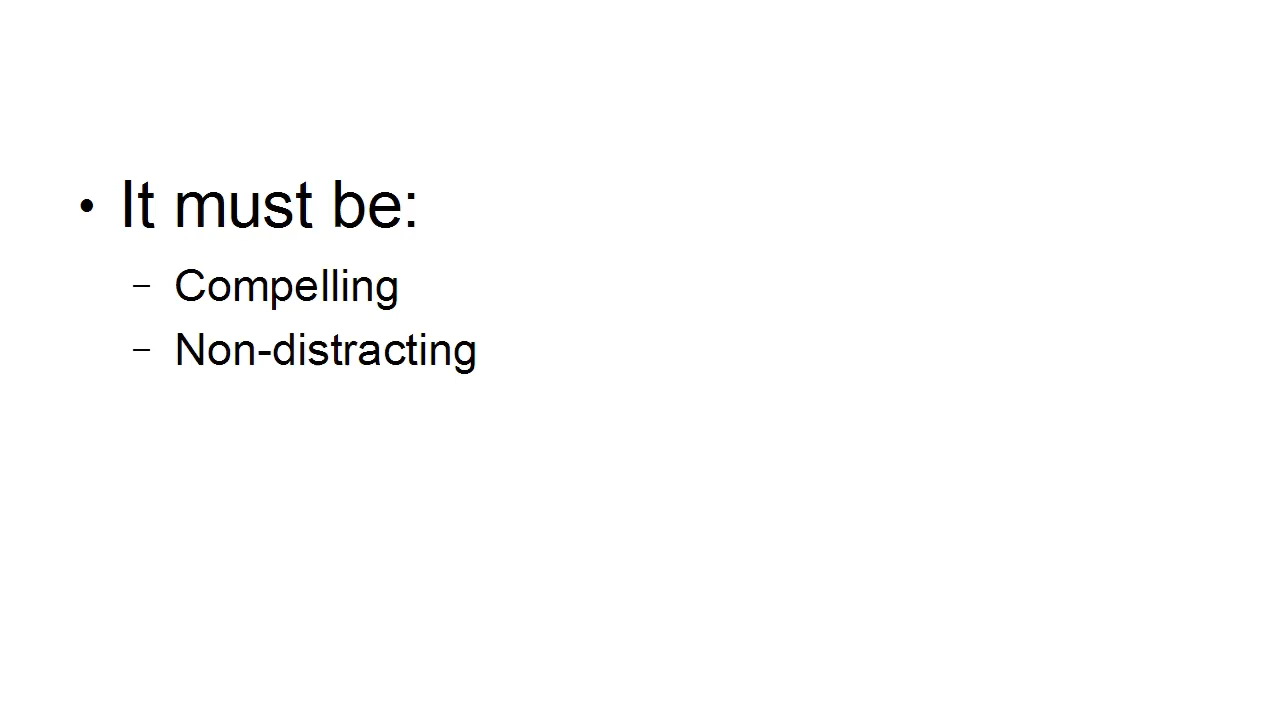 • It must be:
– Compelling
– Non-distracting